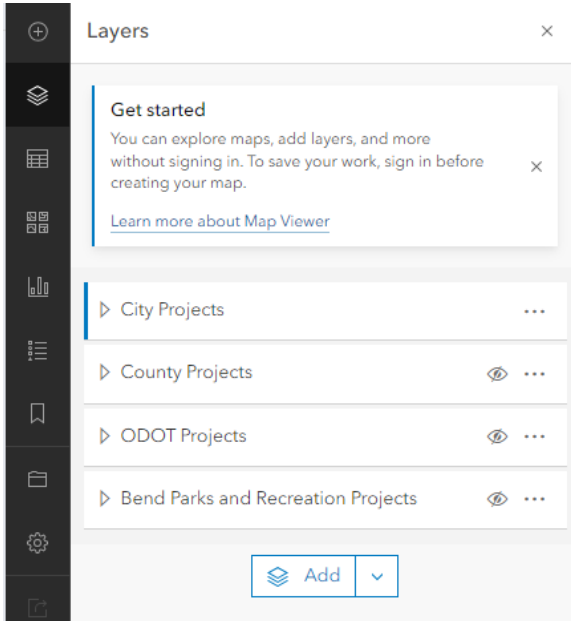 Layers
Get started
You can explore maps, add layers, and more
without signing in. To save your work, sign in before
creating your map.
Learn more about Map Viewer
City Projects
County Projects
ODOT Projects
Bend Parks and Recreation Projects
Add